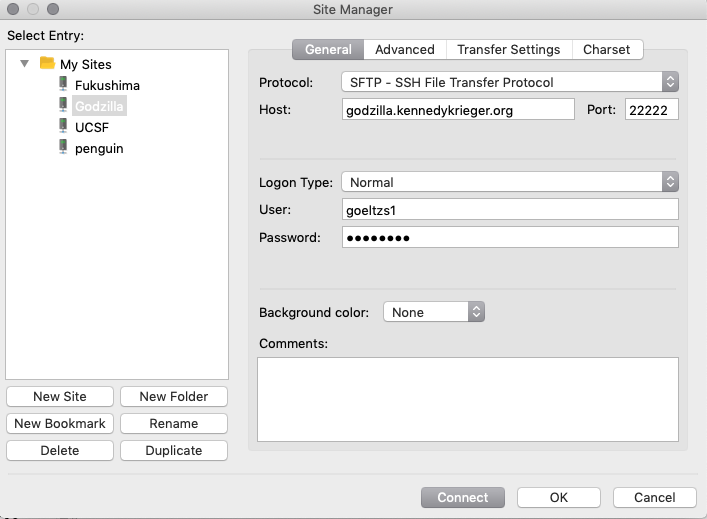 Site Manager
Select Entry:
My Sites
Fukushima
Godzilla
UCSF
penguin
New Site New Folder
New Bookmark Rename
Delete Duplicate
General Advanced Transfer Settings Charset
Protocol: SFTP - SSH File Transfer Protocol
Host: godzilla.kennedykrieger.org Port: 22222
Logon Type: Normal
User: goeltzs1
Password: ●●●●●●●●
Background color: None
Comments:
Connect OK Cancel